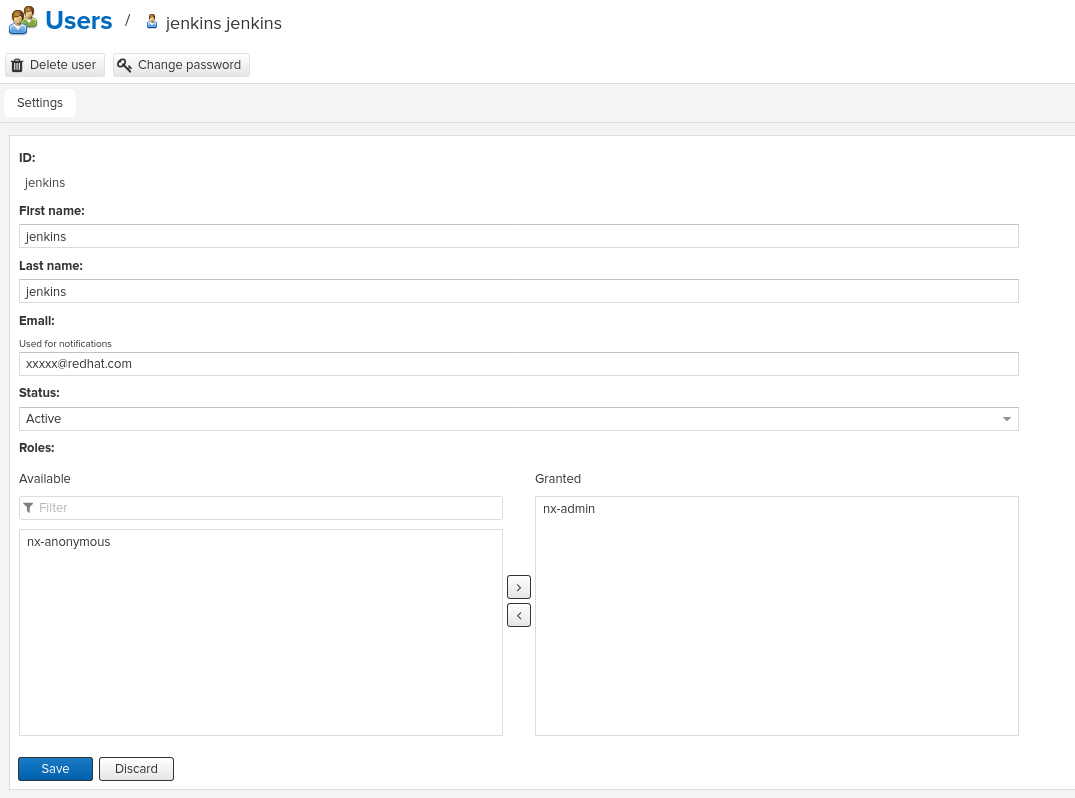 Users / jenkins jenkins
Delete user Change password
Settings
ID:
jenkins
First name:
jenkins
Last name:
jenkins
Email:
Used for notifications
xxxxx@redhat.com
Status:
Active
Roles:
Available Granted
Filter nx-admin
nx-anonymous
>
<
Save Discard